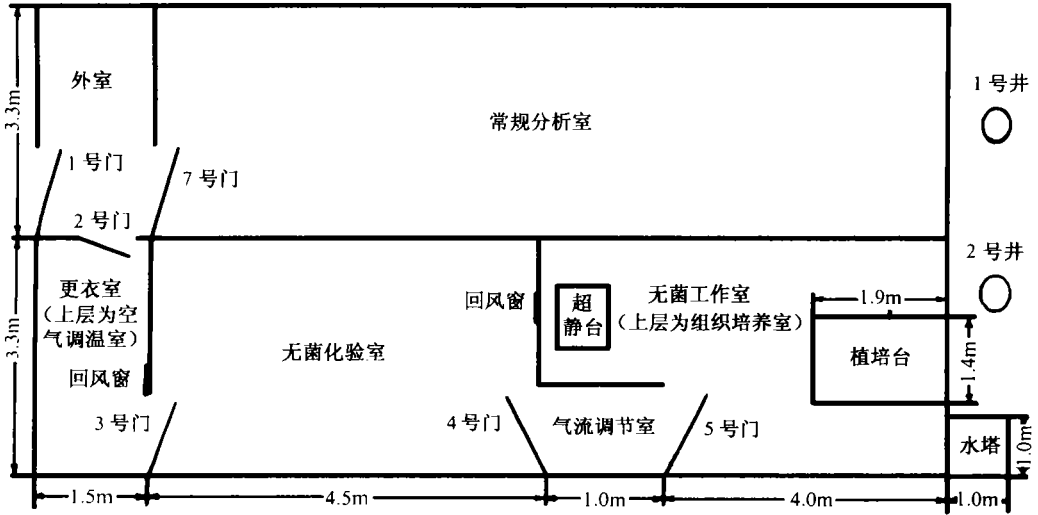 外室
常规分析室
1 号井
3.3m
1 号门
7 号门
2 号门
2 号井
更衣室
（上层为空
气调温室）
回风窗
超
静台
无菌工作室
（上层为组织培养室）
1.9m
3.3m
无菌化验室
植培台
1.4m
回风窗
3 号门
4 号门
气流调节室
5 号门
水塔
1.0m
1.5m
4.5m
1.0m
4.0m
1.0m